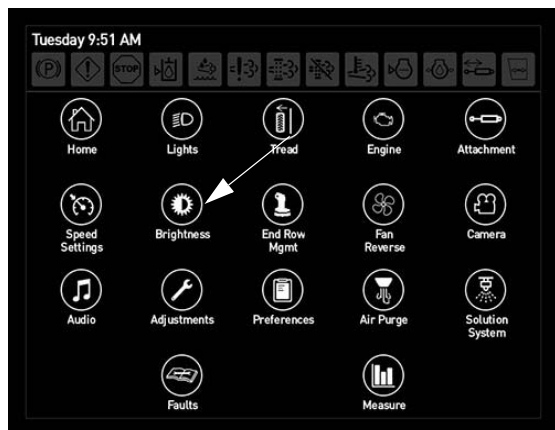 Tuesday 9:51 AM
(P) STOP
Home Lights Tread Engine Attachment
Speed Brightness End Row Fan Camera
Settings Mgmt Reverse
Audio Adjustments Preferences Air Purge Solution
System
Faults Measure